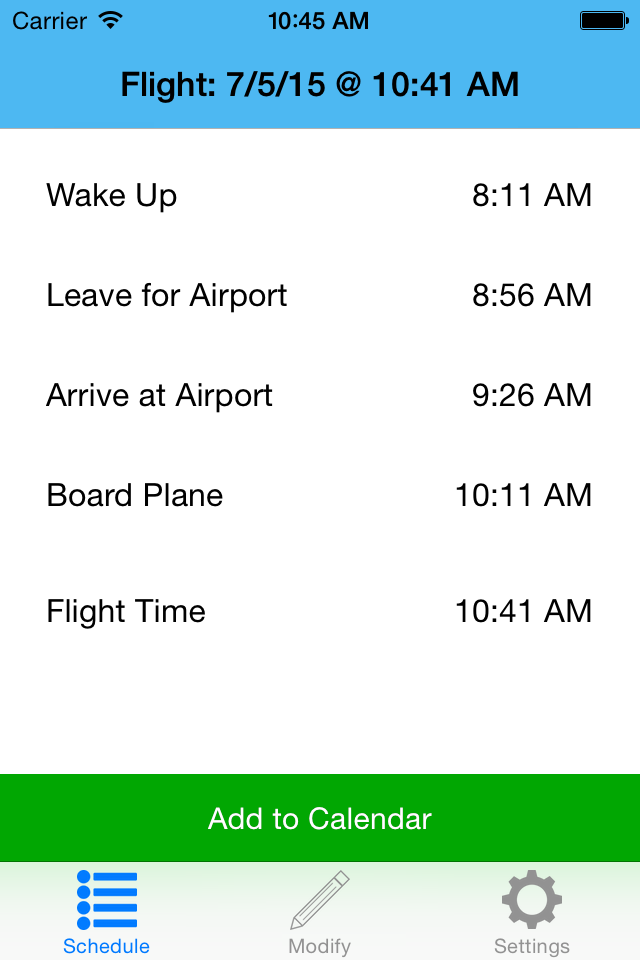 Carrier 10:45 AM
Flight: 7/5/15 @ 10:41 AM
Wake Up 8:11 AM
Leave for Airport 8:56 AM
Arrive at Airport 9:26 AM
Board Plane 10:11 AM
Flight Time 10:41 AM
Add to Calendar
Schedule Modify Settings